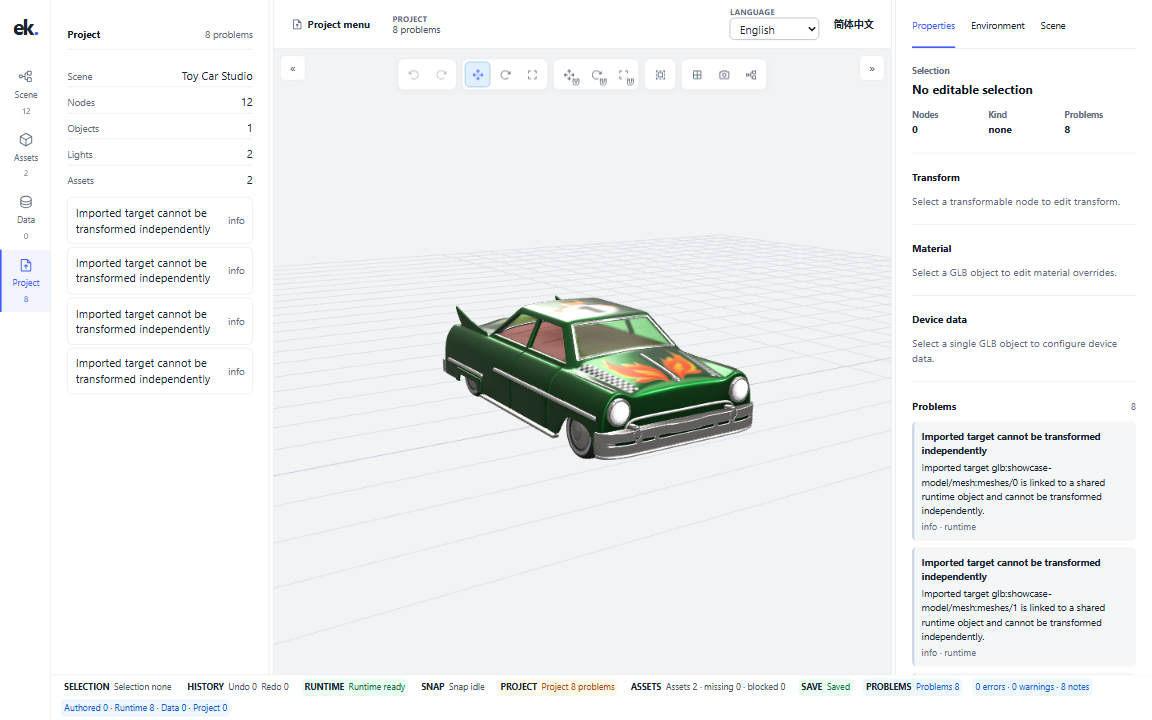 ek.
Scene
12
Assets
2
Data
0
Project
8
Project
8 problems
Scene
Toy Car Studio
Nodes
12
Objects
1
Lights
2
Assets
2
Imported target cannot be
transformed independently
info
Imported target cannot be
transformed independently
info
Imported target cannot be
transformed independently
info
Imported target cannot be
transformed independently
info
Project menu
PROJECT
8 problems
LANGUAGE
English
简体中文
«
»
Properties
Environment
Scene
Selection
No editable selection
Nodes
Kind
Problems
0
none
8
Transform
Select a transformable node to edit transform.
Material
Select a GLB object to edit material overrides.
Device data
Select a single GLB object to configure device
data.
Problems
8
Imported target cannot be transformed
independently
Imported target glb:showcase-
model/mesh:meshes/0 is linked to a shared
runtime object and cannot be transformed
independently.
info · runtime
Imported target cannot be transformed
independently
Imported target glb:showcase-
model/mesh:meshes/1 is linked to a shared
runtime object and cannot be transformed
independently.
info · runtime
SELECTION Selection none HISTORY Undo 0 Redo 0 RUNTIME Runtime ready SNAP Snap idle PROJECT Project 8 problems ASSETS Assets 2 · missing 0 · blocked 0 SAVE Saved PROBLEMS Problems 8 0 errors · 0 warnings · 8 notes
Authored 0 · Runtime 8 · Data 0 · Project 0